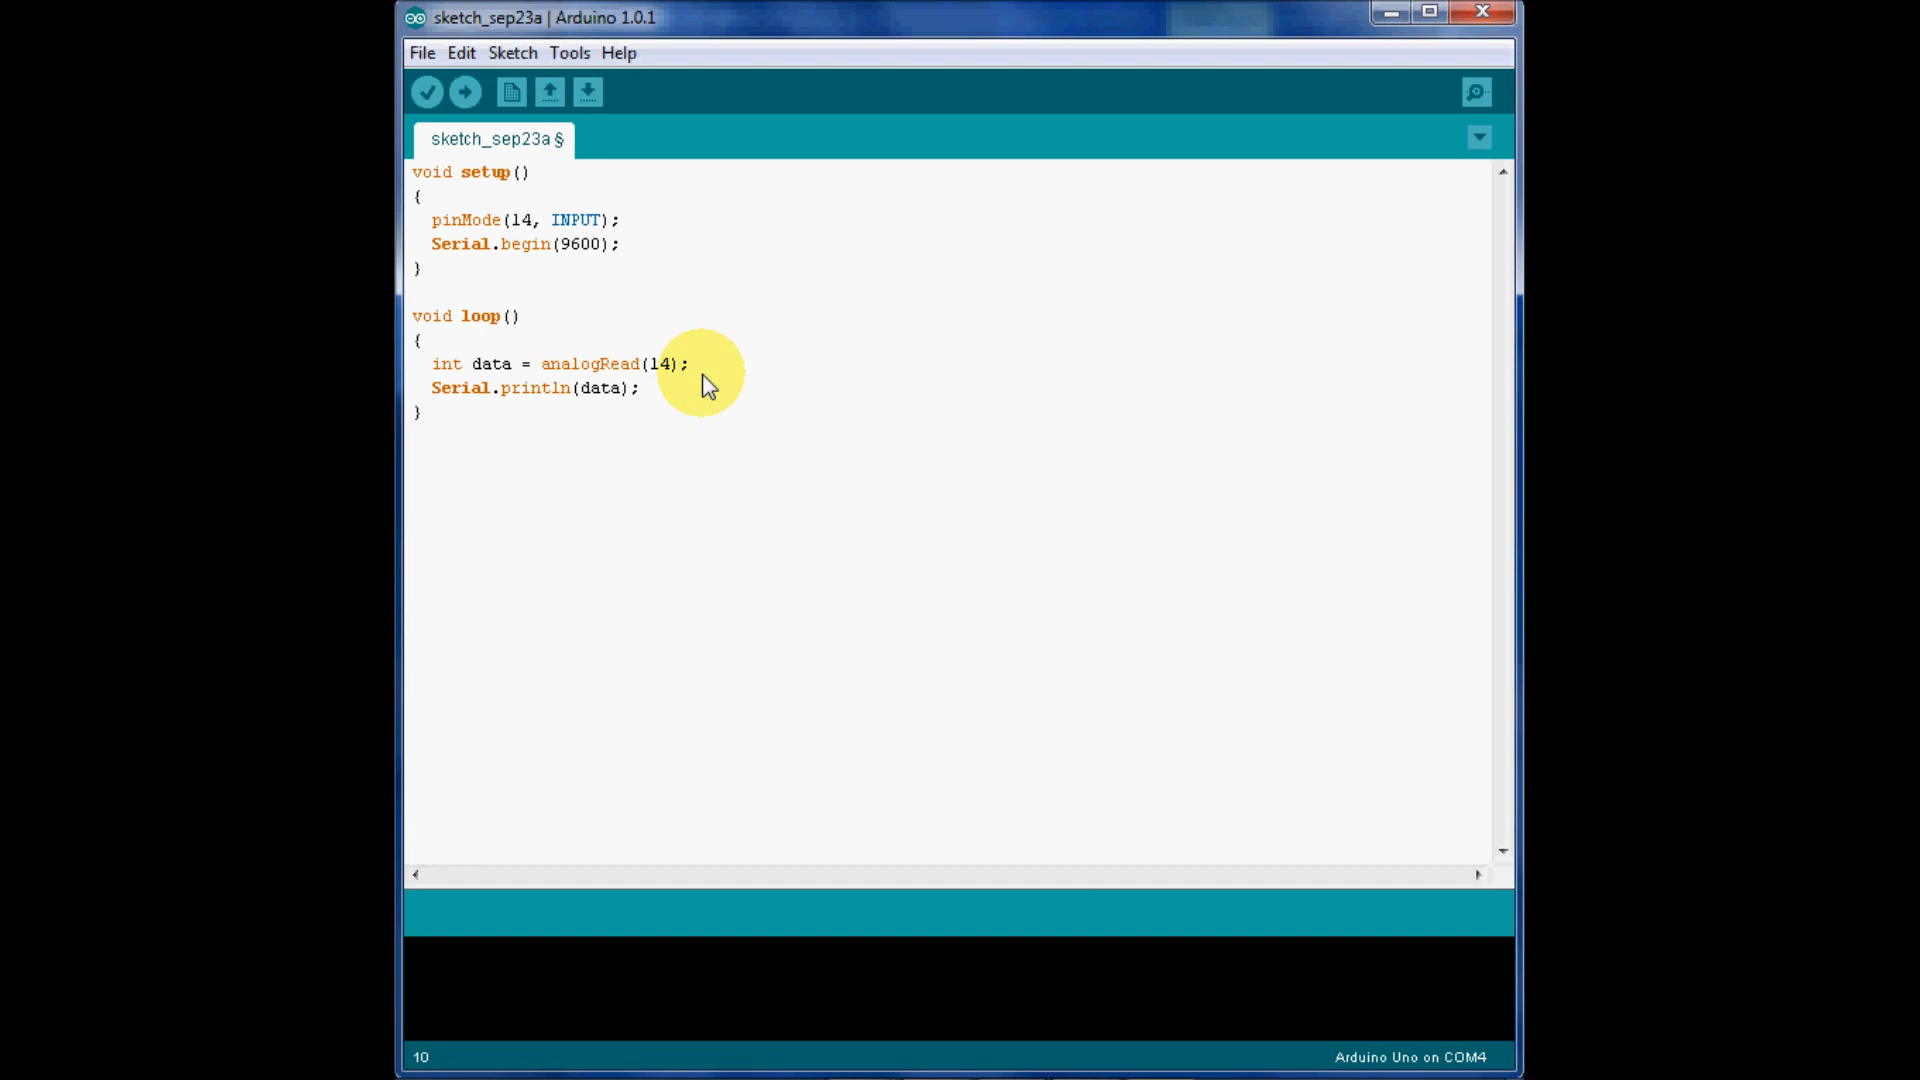 sketch_sep23a | Arduino 1.0.1
File Edit Sketch Tools Help
sketch_sep23a §
void setup()
{
  pinMode(14, INPUT);
  Serial.begin(9600);
}

void loop()
{
  int data = analogRead(14);
  Serial.println(data);
}
10
Arduino Uno on COM4